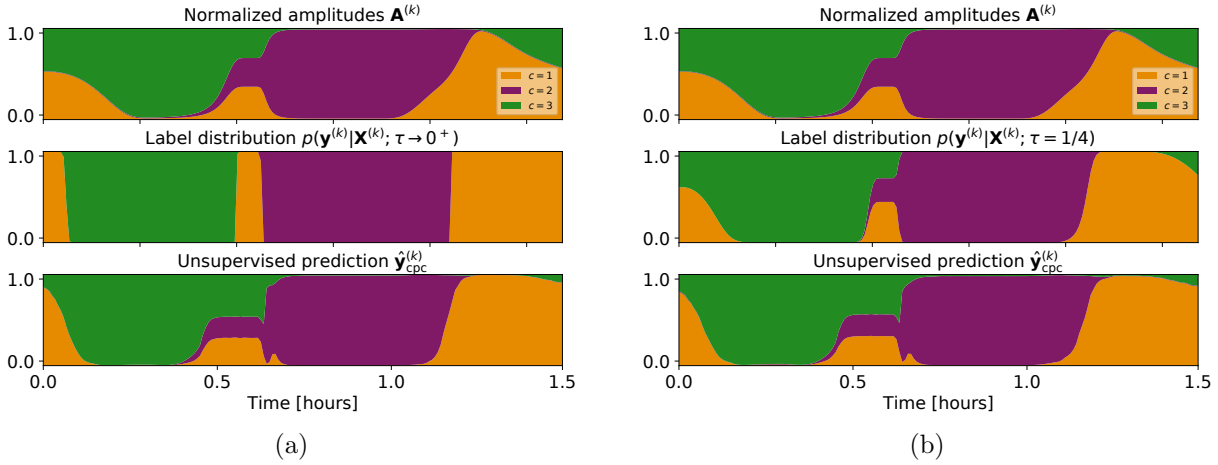 Normalized amplitudes A^(k)
1.0
0.0
c = 1
c = 2
c = 3
Label distribution p(y^(k)|X^(k); τ → 0⁺)
1.0
0.0
Unsupervised prediction ŷ_cpc^(k)
1.0
0.0
0.0 0.5 1.0 1.5
Time [hours]
(a)
Normalized amplitudes A^(k)
1.0
0.0
c = 1
c = 2
c = 3
Label distribution p(y^(k)|X^(k); τ = 1/4)
1.0
0.0
Unsupervised prediction ŷ_cpc^(k)
1.0
0.0
0.0 0.5 1.0 1.5
Time [hours]
(b)